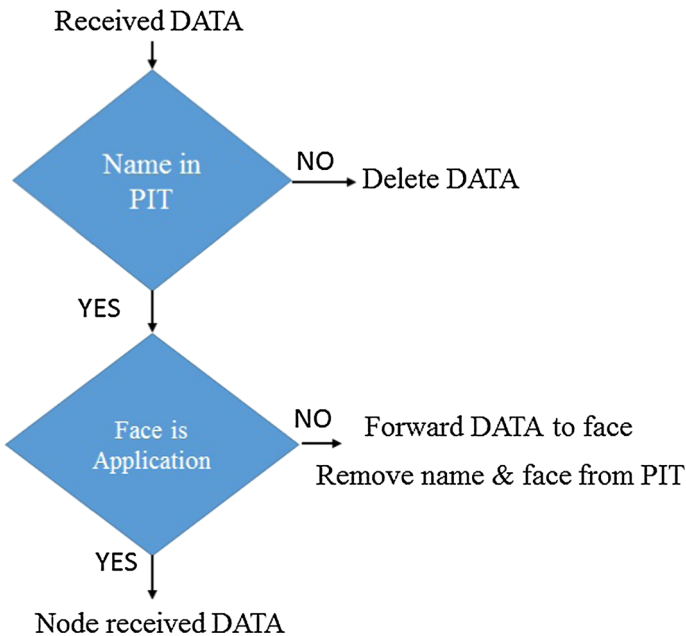 Received DATA
Name in
PIT
NO
Delete DATA
YES
Face is
Application
NO
Forward DATA to face
Remove name & face from PIT
YES
Node received DATA